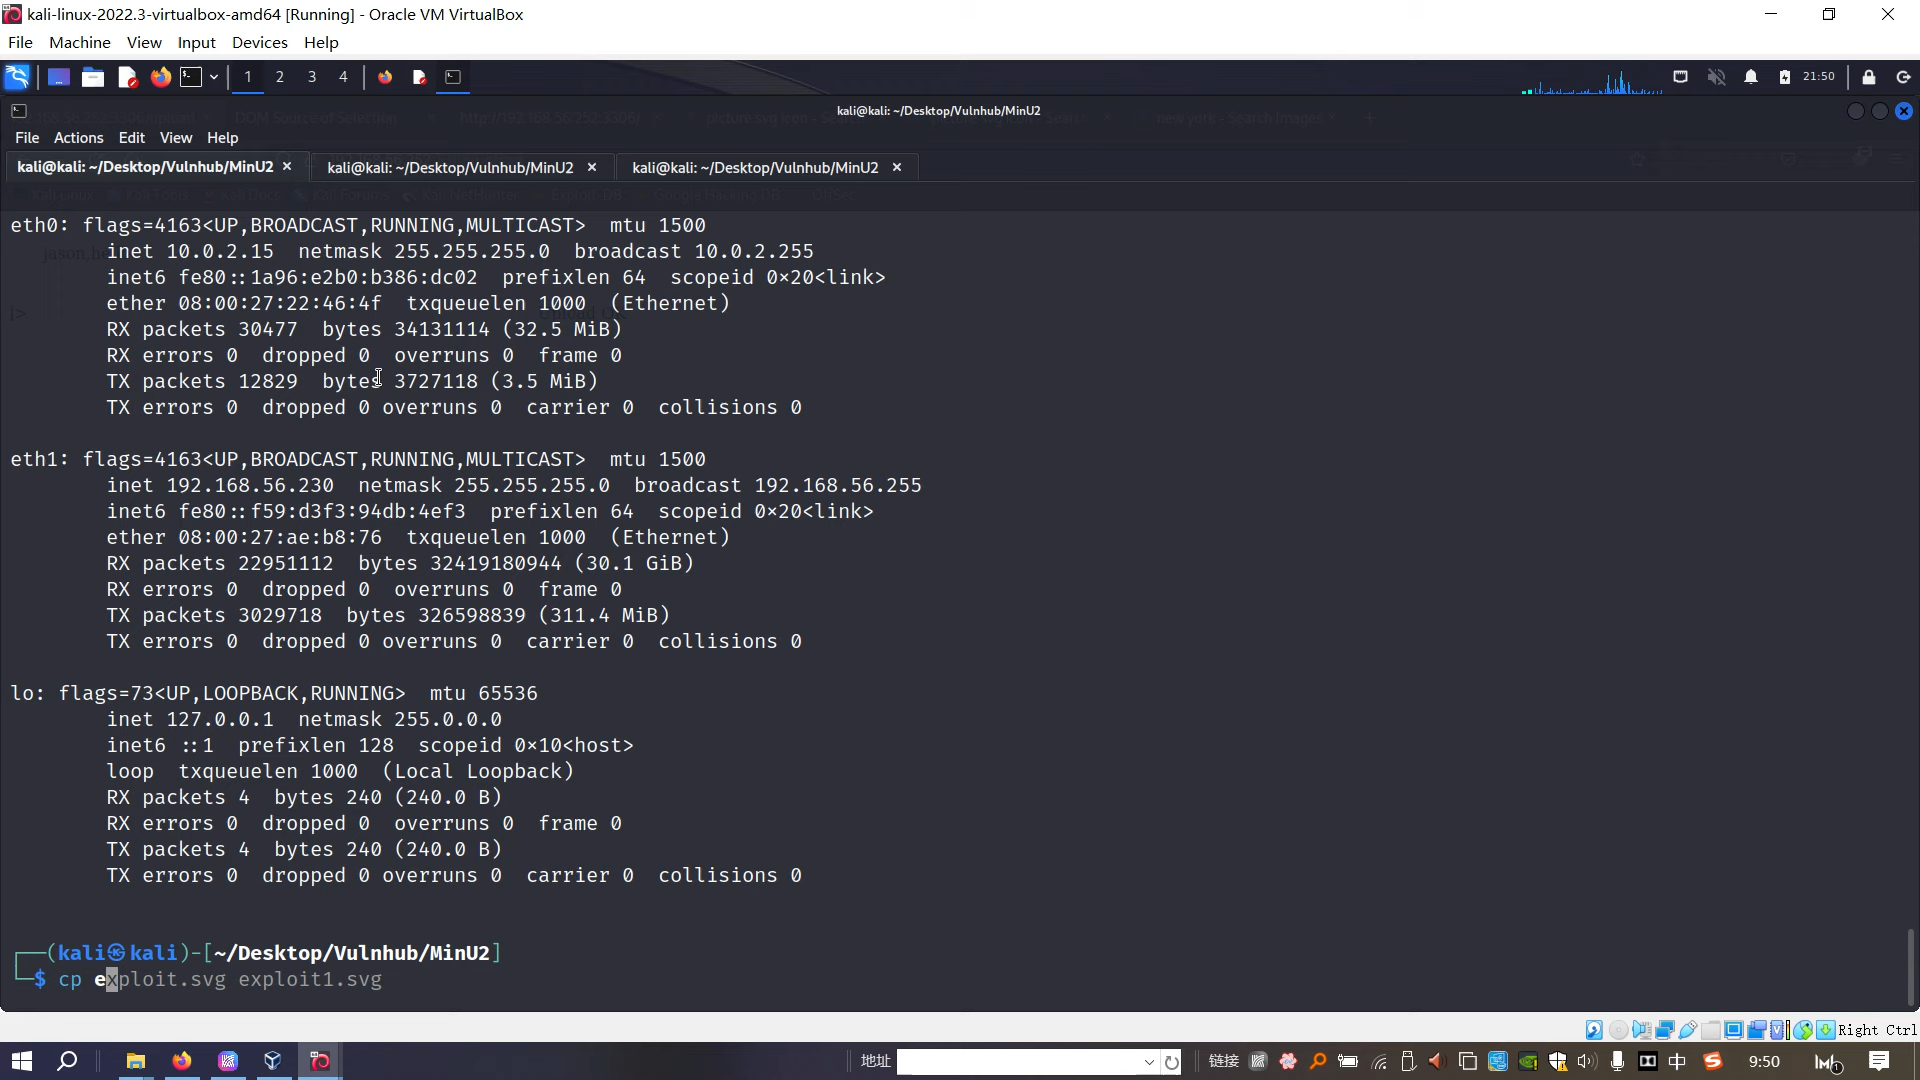 kali-linux-2022.3-virtualbox-amd64 [Running] - Oracle VM VirtualBox
File Machine View Input Devices Help
1 2 3 4 21:50
kali@kali: ~/Desktop/Vulnhub/MinU2
File Actions Edit View Help
kali@kali: ~/Desktop/Vulnhub/MinU2 × kali@kali: ~/Desktop/Vulnhub/MinU2 × kali@kali: ~/Desktop/Vulnhub/MinU2 ×
eth0: flags=4163<UP,BROADCAST,RUNNING,MULTICAST> mtu 1500
inet 10.0.2.15 netmask 255.255.255.0 broadcast 10.0.2.255
inet6 fe80::1a96:e2b0:b386:dc02 prefixlen 64 scopeid 0×20<link>
ether 08:00:27:22:46:4f txqueuelen 1000 (Ethernet)
RX packets 30477 bytes 34131114 (32.5 MiB)
RX errors 0 dropped 0 overruns 0 frame 0
TX packets 12829 bytes 3727118 (3.5 MiB)
TX errors 0 dropped 0 overruns 0 carrier 0 collisions 0
eth1: flags=4163<UP,BROADCAST,RUNNING,MULTICAST> mtu 1500
inet 192.168.56.230 netmask 255.255.255.0 broadcast 192.168.56.255
inet6 fe80::f59:d3f3:94db:4ef3 prefixlen 64 scopeid 0×20<link>
ether 08:00:27:ae:b8:76 txqueuelen 1000 (Ethernet)
RX packets 22951112 bytes 32419180944 (30.1 GiB)
RX errors 0 dropped 0 overruns 0 frame 0
TX packets 3029718 bytes 326598839 (311.4 MiB)
TX errors 0 dropped 0 overruns 0 carrier 0 collisions 0
lo: flags=73<UP,LOOPBACK,RUNNING> mtu 65536
inet 127.0.0.1 netmask 255.0.0.0
inet6 ::1 prefixlen 128 scopeid 0×10<host>
loop txqueuelen 1000 (Local Loopback)
RX packets 4 bytes 240 (240.0 B)
RX errors 0 dropped 0 overruns 0 frame 0
TX packets 4 bytes 240 (240.0 B)
TX errors 0 dropped 0 overruns 0 carrier 0 collisions 0
┌──(kali㉿kali)-[~/Desktop/Vulnhub/MinU2]
└─$ cp exploit.svg exploit1.svg
Right Ctrl
地址 链接 中 9:50